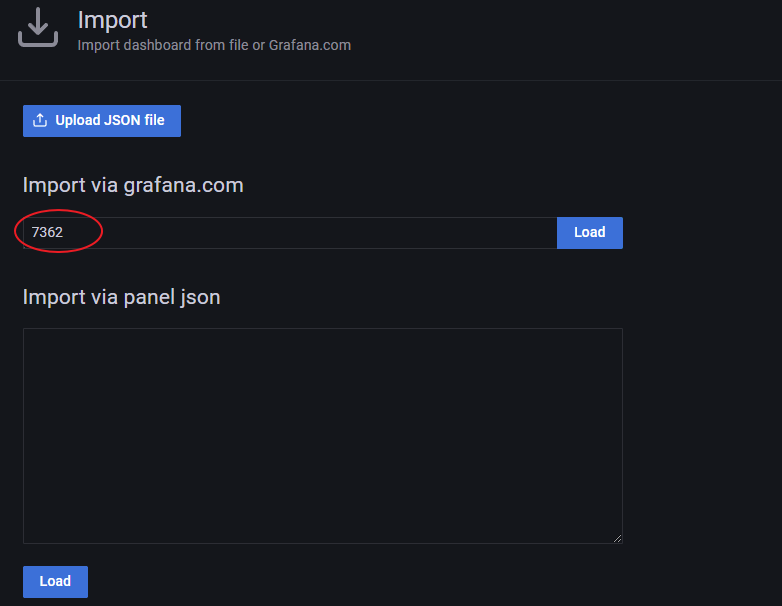 Import
Import dashboard from file or Grafana.com
Upload JSON file
Import via grafana.com
7362
Load
Import via panel json
Load